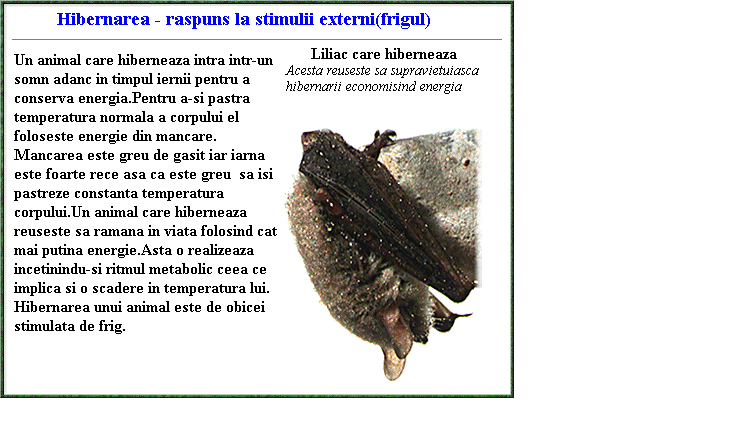 Hibernarea - raspuns la stimulii externi(frigul)
Un animal care hiberneaza intra intr-un
somn adanc in timpul iernii pentru a
conserva energia.Pentru a-si pastra
temperatura normala a corpului el
foloseste energie din mancare.
Mancarea este greu de gasit iar iarna
este foarte rece asa ca este greu  sa isi
pastreze constanta temperatura
corpului.Un animal care hiberneaza
reuseste sa ramana in viata folosind cat
mai putina energie.Asta o realizeaza
incetinindu-si ritmul metabolic ceea ce
implica si o scadere in temperatura lui.
Hibernarea unui animal este de obicei
stimulata de frig.
Liliac care hiberneaza
Acesta reuseste sa supravietuiasca
hibernarii economisind energia